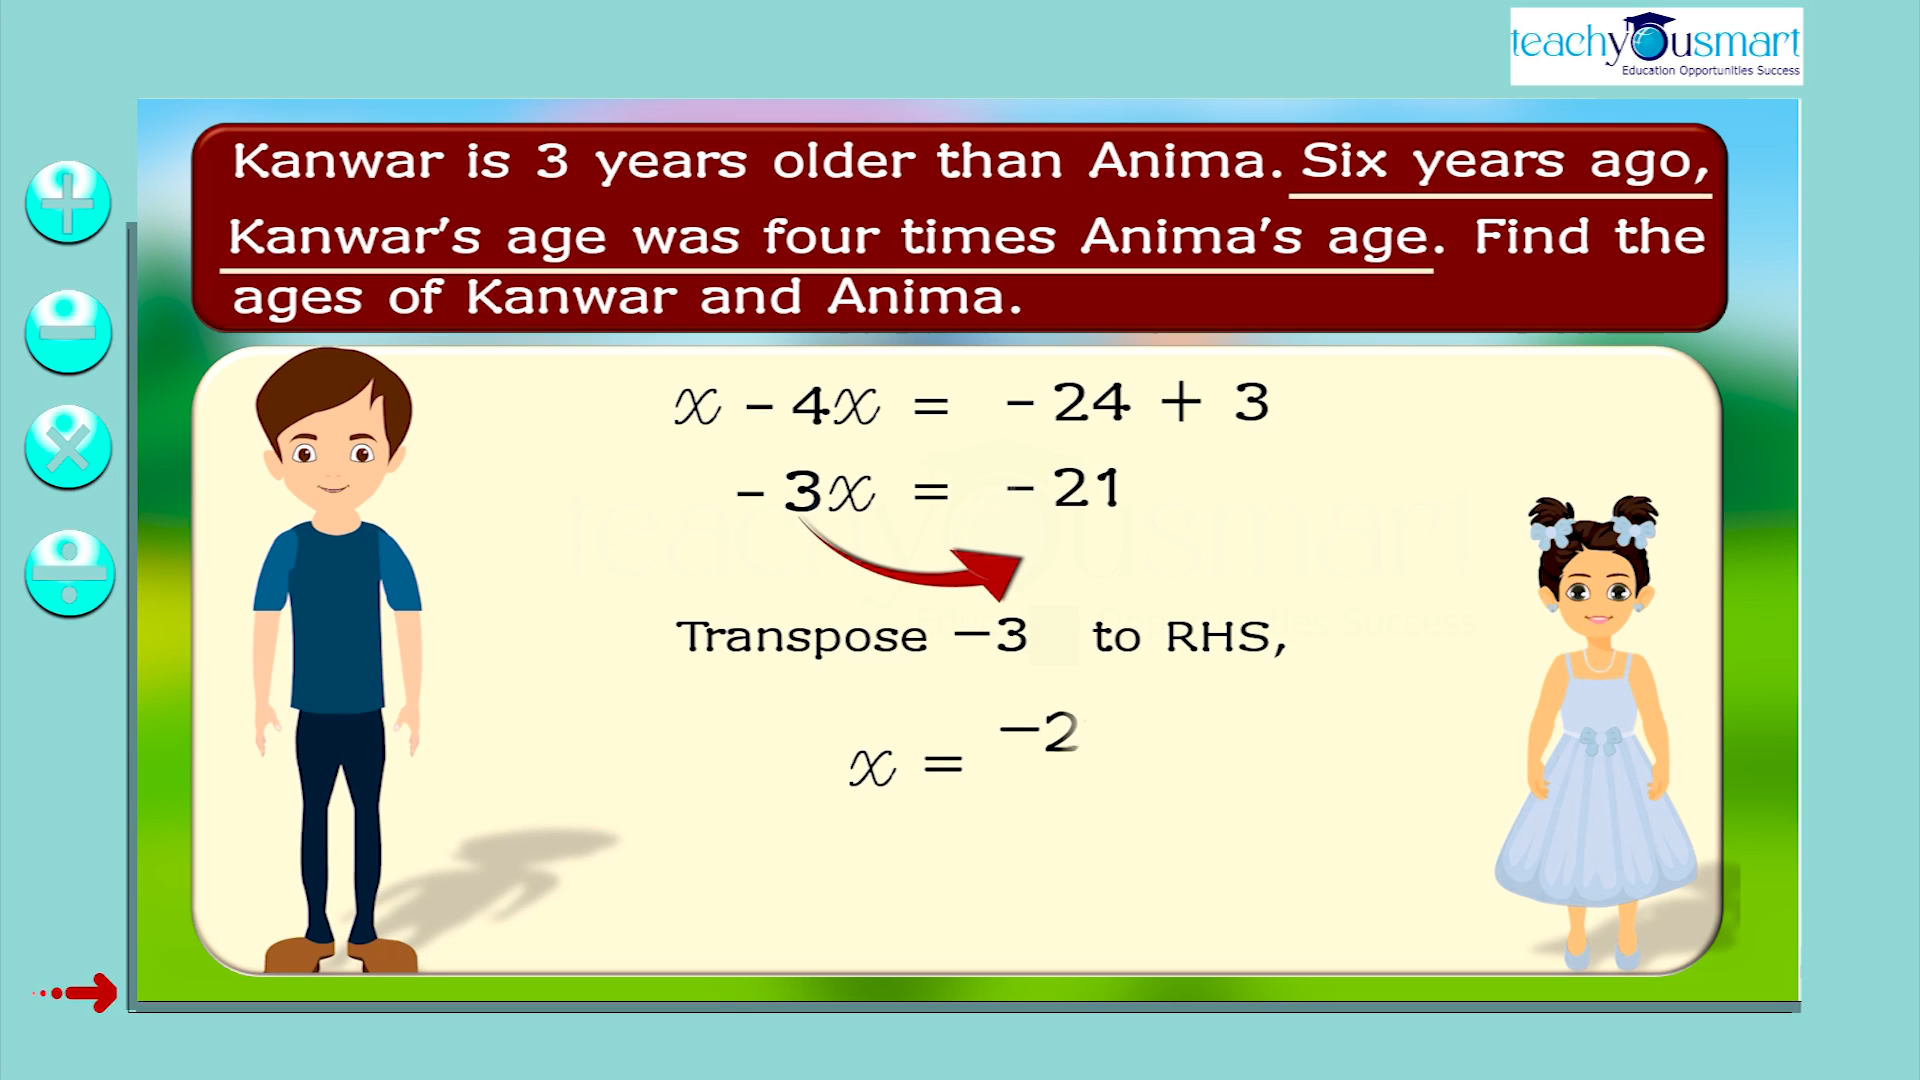 teachyOusmart
Education Opportunities Success
Kanwar is 3 years older than Anima. Six years ago,
Kanwar's age was four times Anima's age. Find the
ages of Kanwar and Anima.
x - 4x = - 24 + 3
- 3x = - 21
Transpose -3 to RHS,
-2
x =